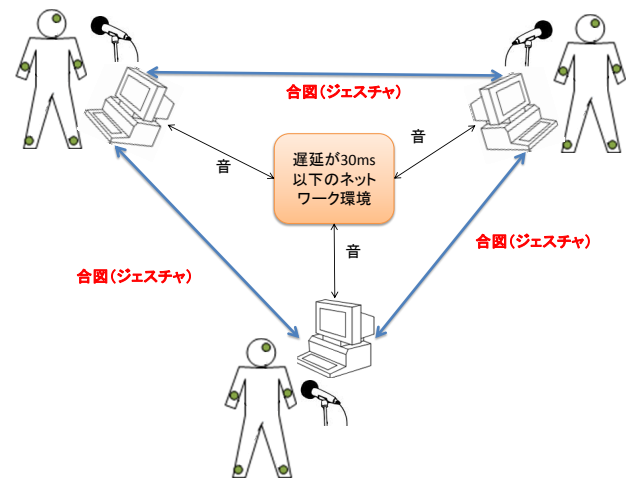 合図(ジェスチャ)
音
音
遅延が30ms
以下のネット
ワーク環境
音
合図(ジェスチャ)
合図(ジェスチャ)